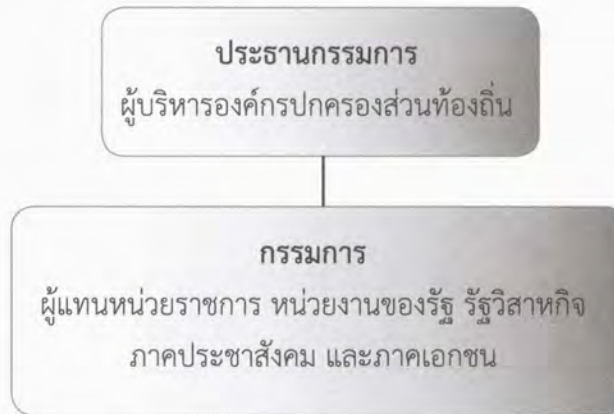 ประธานกรรมการ
ผู้บริหารองค์กรปกครองส่วนท้องถิ่น
กรรมการ
ผู้แทนหน่วยราชการ หน่วยงานของรัฐ รัฐวิสาหกิจ
ภาคประชาสังคม และภาคเอกชน